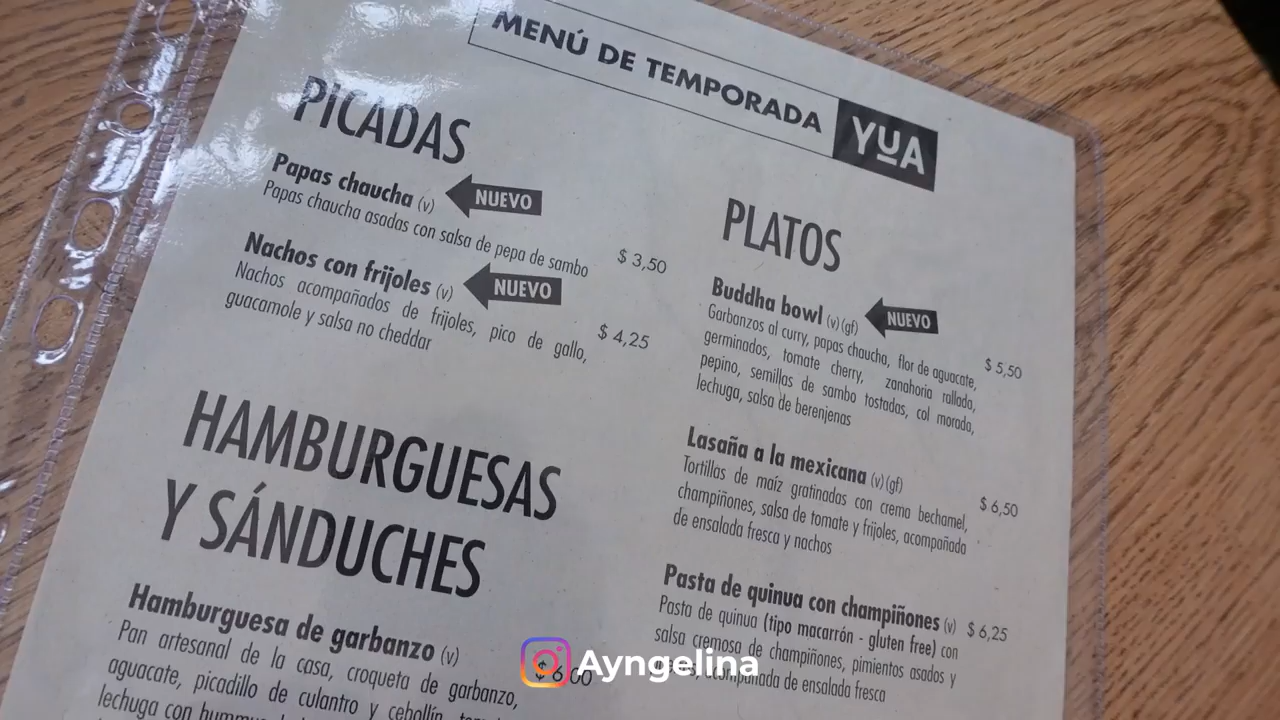 MENÚ DE TEMPORADA
YUA
PICADAS
Papas chaucha (v) NUEVO
Papas chaucha asadas con salsa de pepa de sambo $ 3,50
Nachos con frijoles (v) NUEVO
Nachos acompañados de frijoles, pico de gallo, $ 4,25
guacamole y salsa no cheddar
HAMBURGUESAS
Y SÁNDUCHES
Hamburguesa de garbanzo (v)
Pan artesanal de la casa, croqueta de garbanzo, $ 6,00
aguacate, picadillo de culantro y cebollín,
lechuga con
PLATOS
Buddha bowl (v)(gf) NUEVO
Garbanzos al curry, papas chaucha, flor de aguacate, $ 5,50
germinados, tomate cherry, zanahoria rallada,
pepino, semillas de sambo tostadas, col morada,
lechuga, salsa de berenjenas
Lasaña a la mexicana (v)(gf)
Tortillas de maíz gratinadas con crema bechamel, $ 6,50
champiñones, salsa de tomate y frijoles, acompañada
de ensalada fresca y nachos
Pasta de quinua con champiñones (v) $ 6,25
Pasta de quinua (tipo macarrón - gluten free) con
salsa cremosa de champiñones, pimientos asados y
acompañada de ensalada fresca
Ayngelina